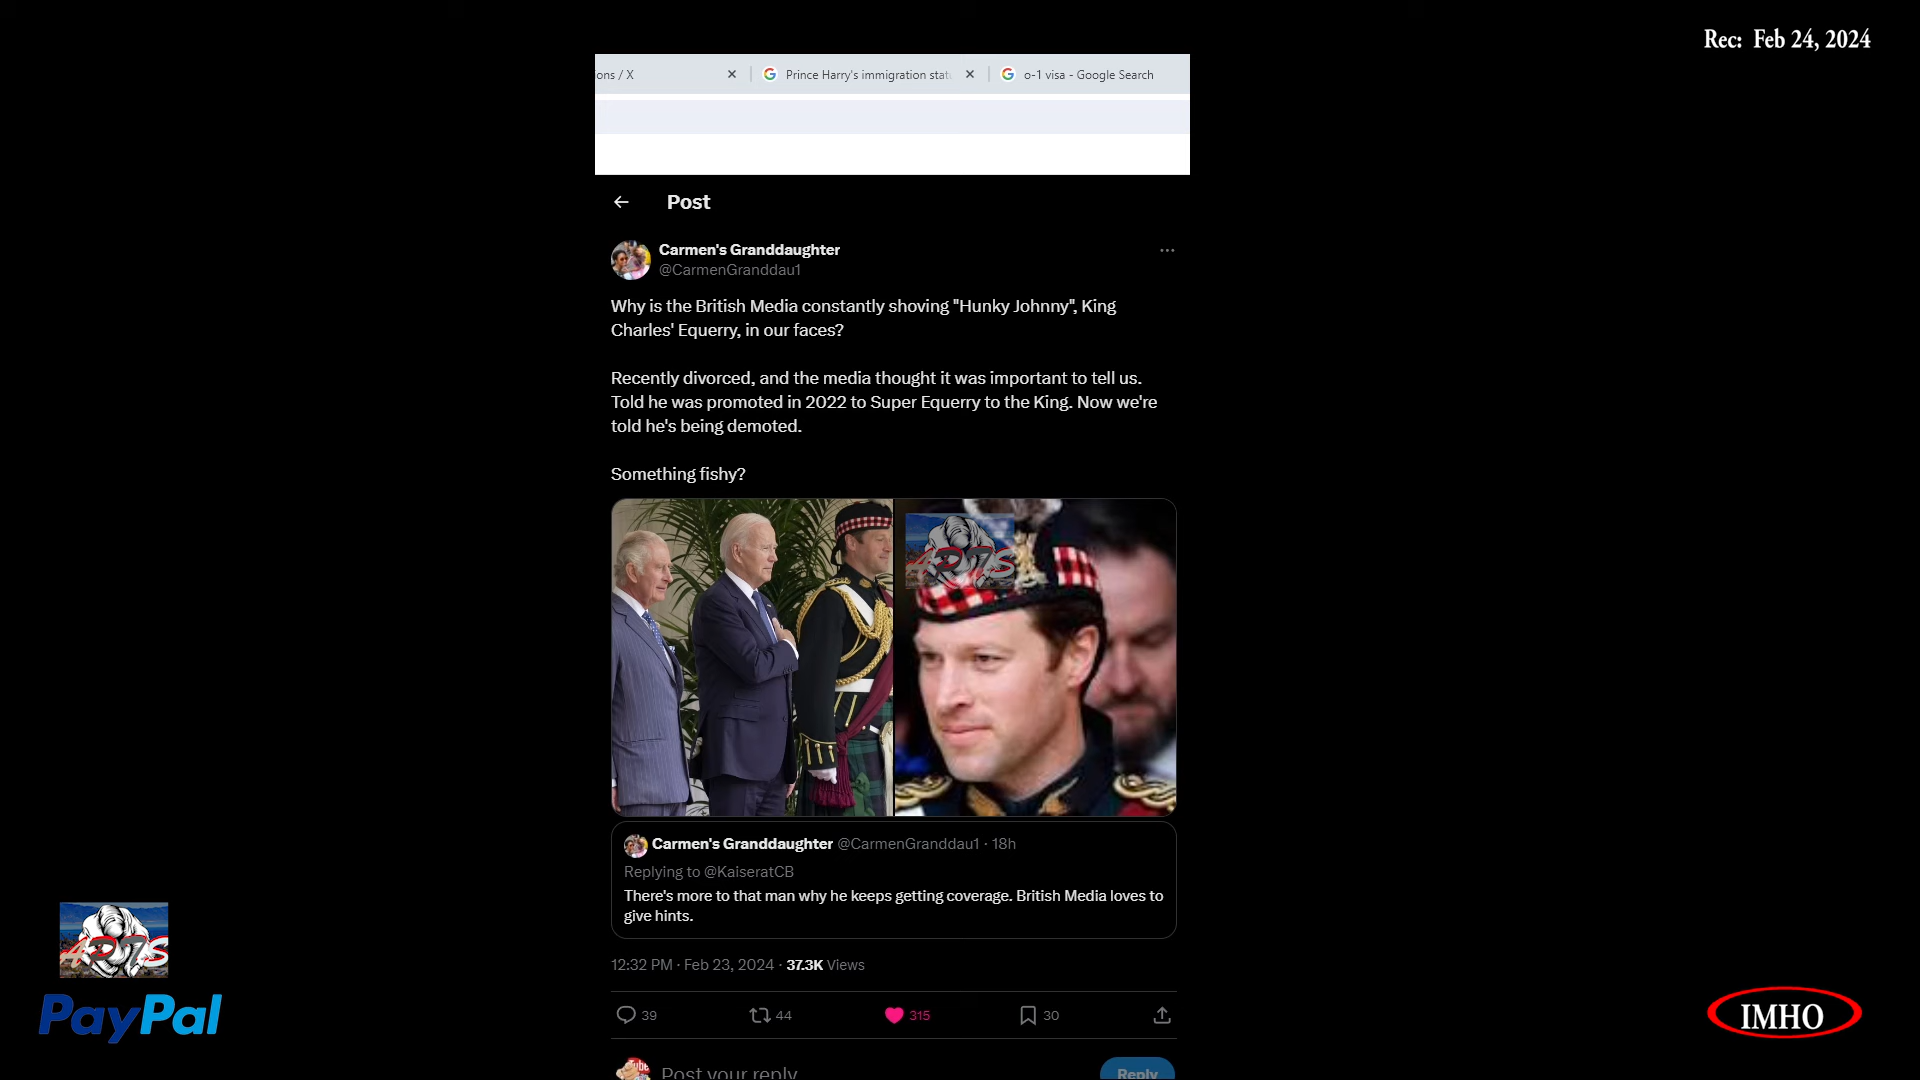 Rec: Feb 24, 2024
ons / X
Prince Harry's immigration stat
o-1 visa - Google Search
Post
Carmen's Granddaughter
@CarmenGranddau1
Why is the British Media constantly shoving "Hunky Johnny", King
Charles' Equerry, in our faces?
Recently divorced, and the media thought it was important to tell us.
Told he was promoted in 2022 to Super Equerry to the King. Now we're
told he's being demoted.
Something fishy?
Carmen's Granddaughter @CarmenGranddau1 · 18h
Replying to @KaiseratCB
There's more to that man why he keeps getting coverage. British Media loves to
give hints.
12:32 PM · Feb 23, 2024 · 37.3K Views
39
44
315
30
Post your reply
Reply
PayPal
IMHO